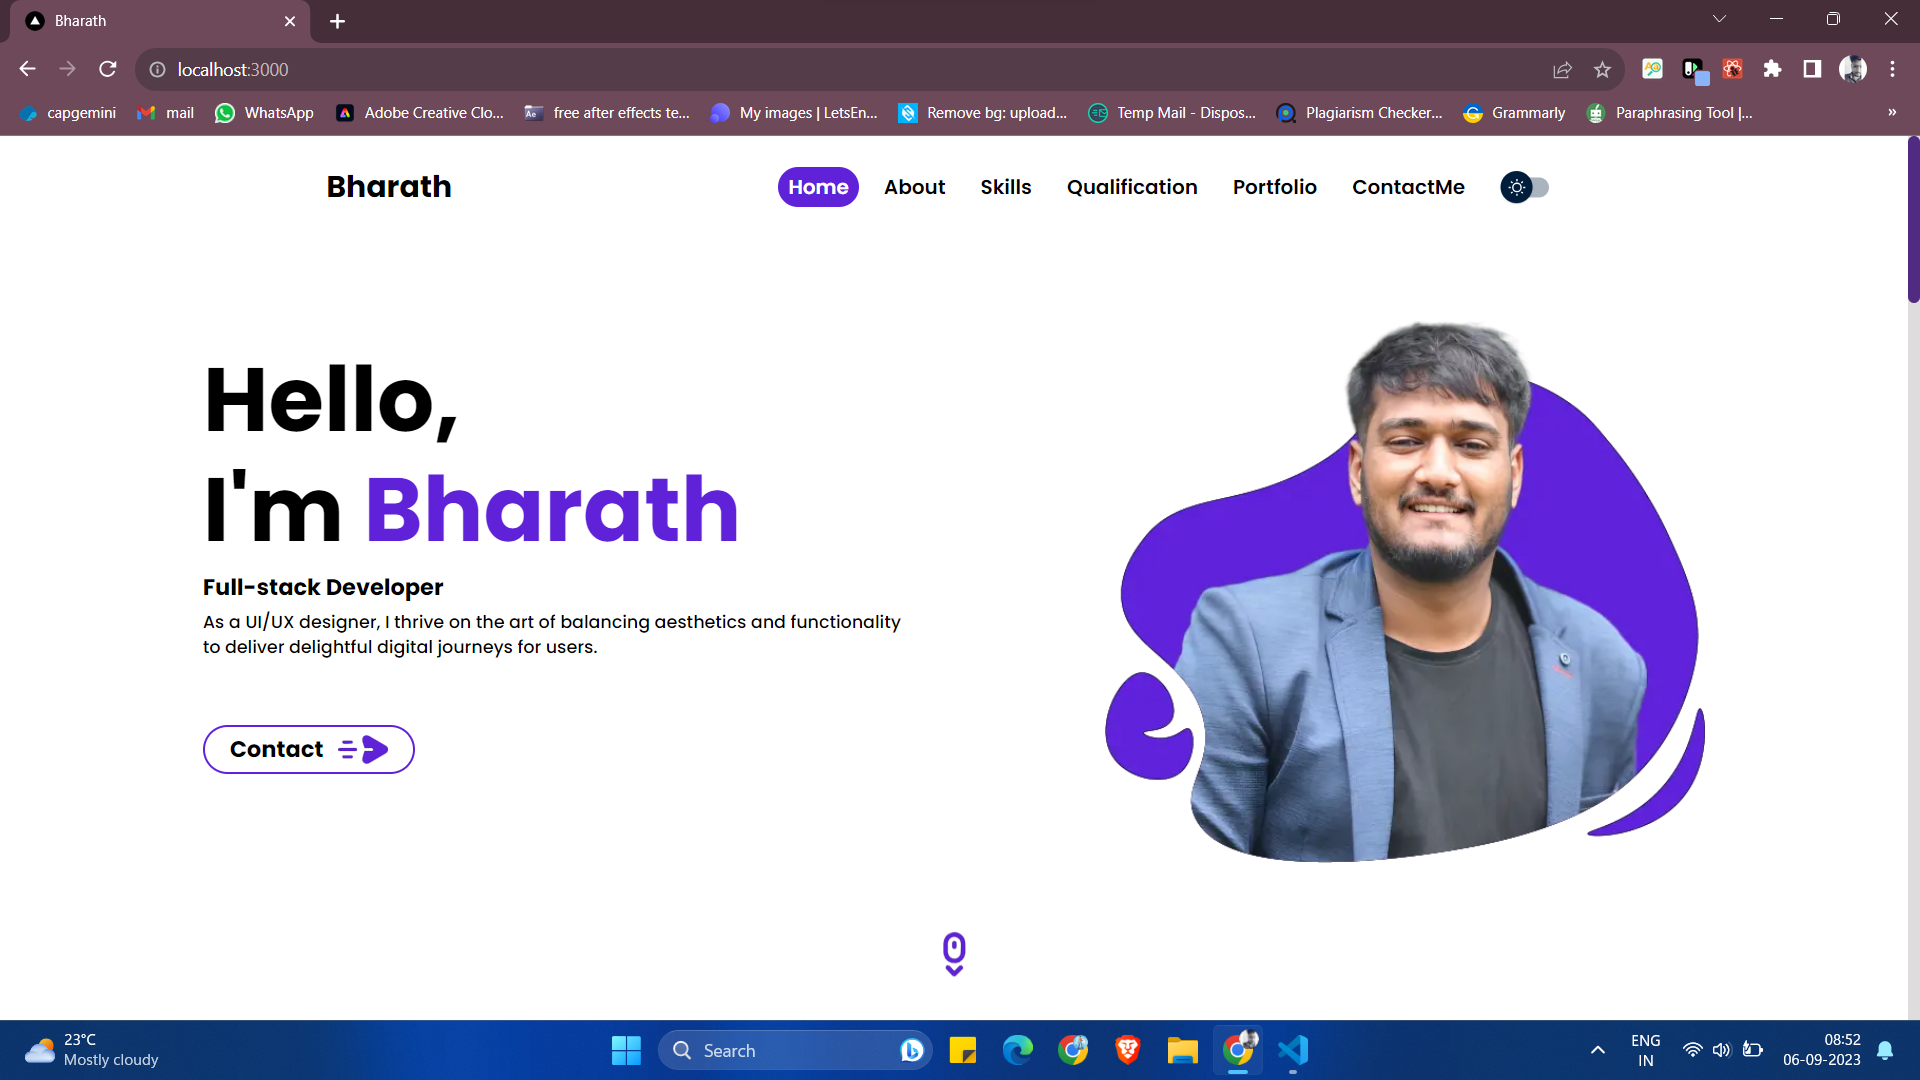 Bharath
localhost:3000
capgemini
mail
WhatsApp
Adobe Creative Clo...
Ae
free after effects te...
My images | LetsEn...
Remove bg: upload...
Temp Mail - Dispos...
Plagiarism Checker...
Grammarly
Paraphrasing Tool |...
»
Bharath
Home
About
Skills
Qualification
Portfolio
ContactMe
Hello,
I'm Bharath
Full-stack Developer
As a UI/UX designer, I thrive on the art of balancing aesthetics and functionality
to deliver delightful digital journeys for users.
Contact
23°C
Mostly cloudy
Search
ENG
IN
08:52
06-09-2023